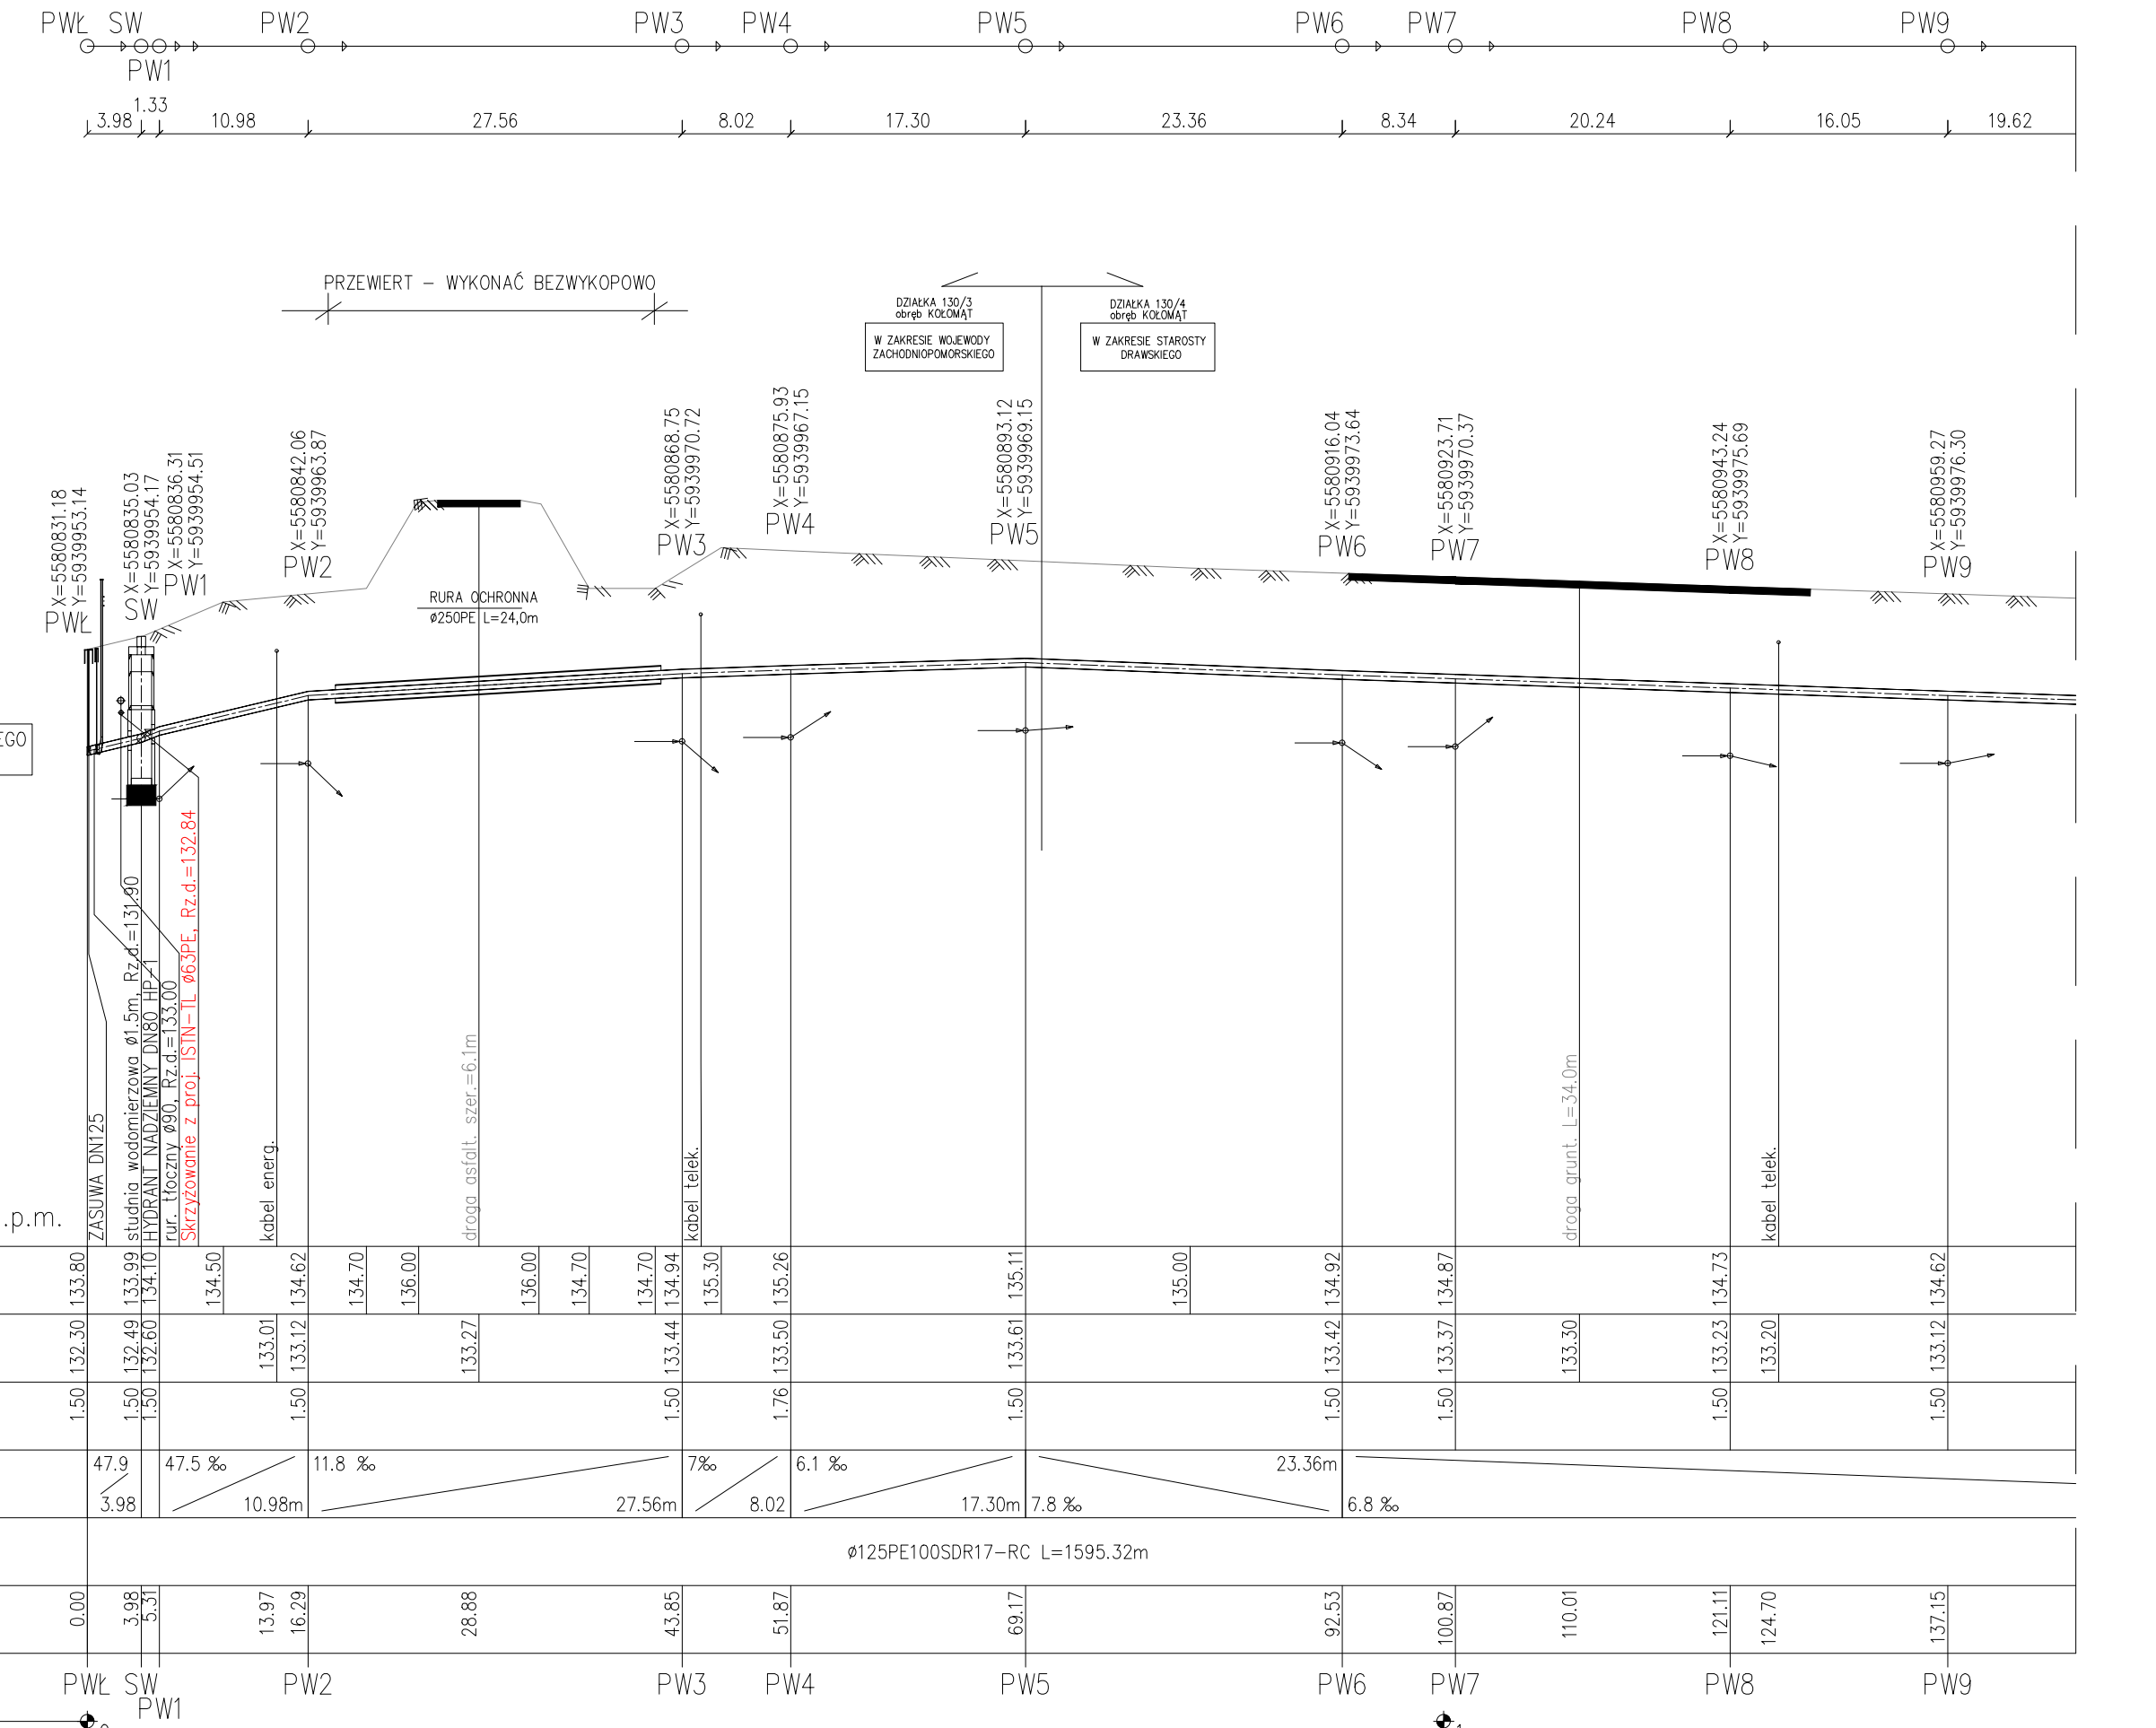 PWŁ SW PW2 PW3 PW4 PW5 PW6 PW7 PW8 PW9
PW1
1.33
3.98 10.98 27.56 8.02 17.30 23.36 8.34 20.24 16.05 19.62
PRZEWIERT – WYKONAĆ BEZWYKOPOWO
DZIAŁKA 130/3
obręb KOŁOMĄT
W ZAKRESIE WOJEWODY
ZACHODNIOPOMORSKIEGO
DZIAŁKA 130/4
obręb KOŁOMĄT
W ZAKRESIE STAROSTY
DRAWSKIEGO
X=5580831.18
Y=5939953.14
PWŁ
X=5580835.03
Y=5939954.17
SW
X=5580836.31
Y=5939954.51
PW1
X=5580842.06
Y=5939963.87
PW2
X=5580868.75
Y=5939970.72
PW3
X=5580875.93
Y=5939967.15
PW4
X=5580893.12
Y=5939969.15
PW5
X=5580916.04
Y=5939973.64
PW6
X=5580923.71
Y=5939970.37
PW7
X=5580943.24
Y=5939975.69
PW8
X=5580959.27
Y=5939976.30
PW9
RURA OCHRONNA
ø250PE L=24,0m
EGO
ZASUWA DN125
studnia wodomierzowa ø1.5m, Rz.d.=131.90
HYDRANT NADZIEMNY DN80 HP-1
rur. tłoczny ø90, Rz.d.=133.00
Skrzyżowanie z proj. ISTN-TL ø63PE, Rz.d.=132.84
kabel energ.
droga asfalt. szer.=6.1m
kabel telek.
droga grunt. L=34.0m
kabel telek.
.p.m.
133.80 133.99 134.10 134.50 134.62 134.70 136.00 136.00 134.70 134.70 134.94 135.30 135.26 135.11 135.00 134.92 134.87 134.73 134.62
132.30 132.49 132.60 133.01 133.12 133.27 133.44 133.50 133.61 133.42 133.37 133.30 133.23 133.20 133.12
1.50 1.50 1.50 1.50 1.50 1.76 1.50 1.50 1.50 1.50 1.50
47.9 47.5 ‰ 11.8 ‰ 7‰ 6.1 ‰ 23.36m
3.98 10.98m 27.56m 8.02 17.30m 7.8 ‰ 6.8 ‰
ø125PE100SDR17-RC L=1595.32m
0.00 3.98 5.31 13.97 16.29 28.88 43.85 51.87 69.17 92.53 100.87 110.01 121.11 124.70 137.15
PWŁ SW PW2 PW3 PW4 PW5 PW6 PW7 PW8 PW9
PW1